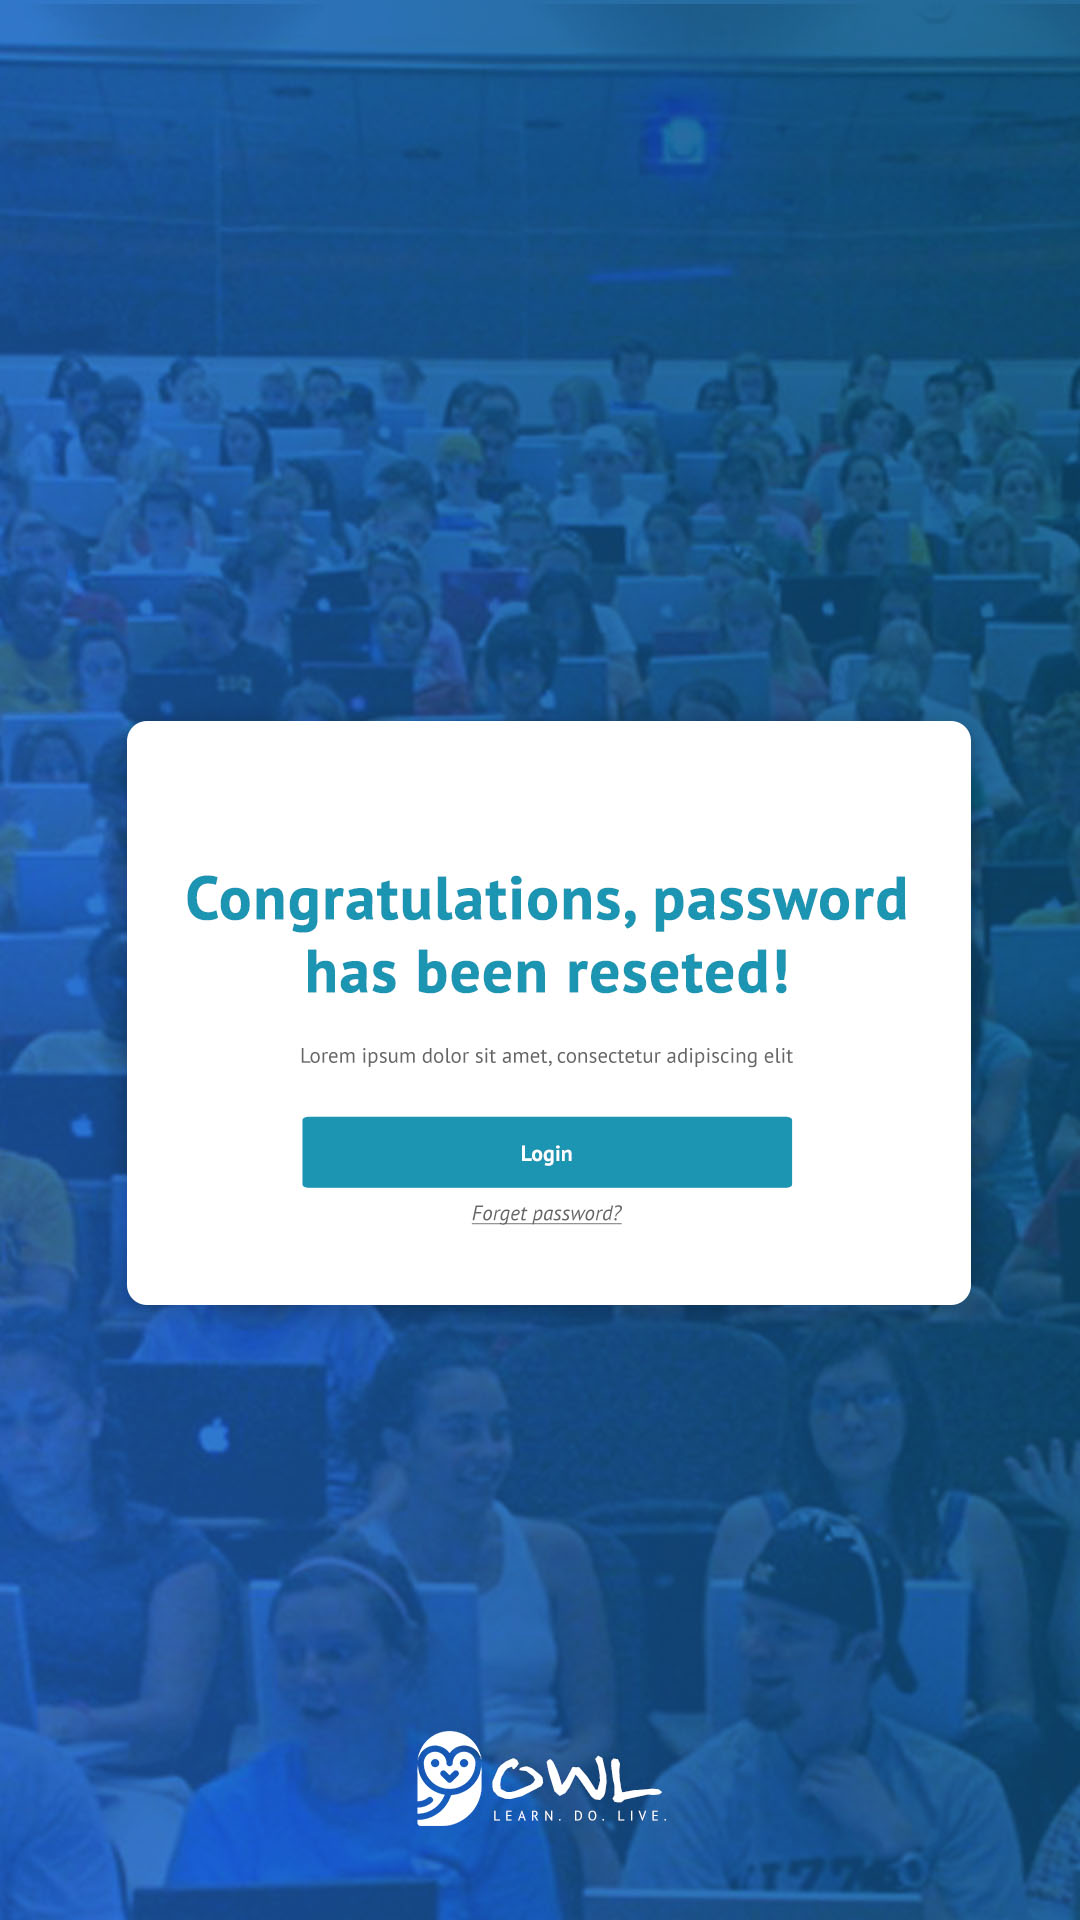 Congratulations, password
has been reseted!
Lorem ipsum dolor sit amet, consectetur adipiscing elit
Login
Forget password?
OWL
LEARN. DO. LIVE.